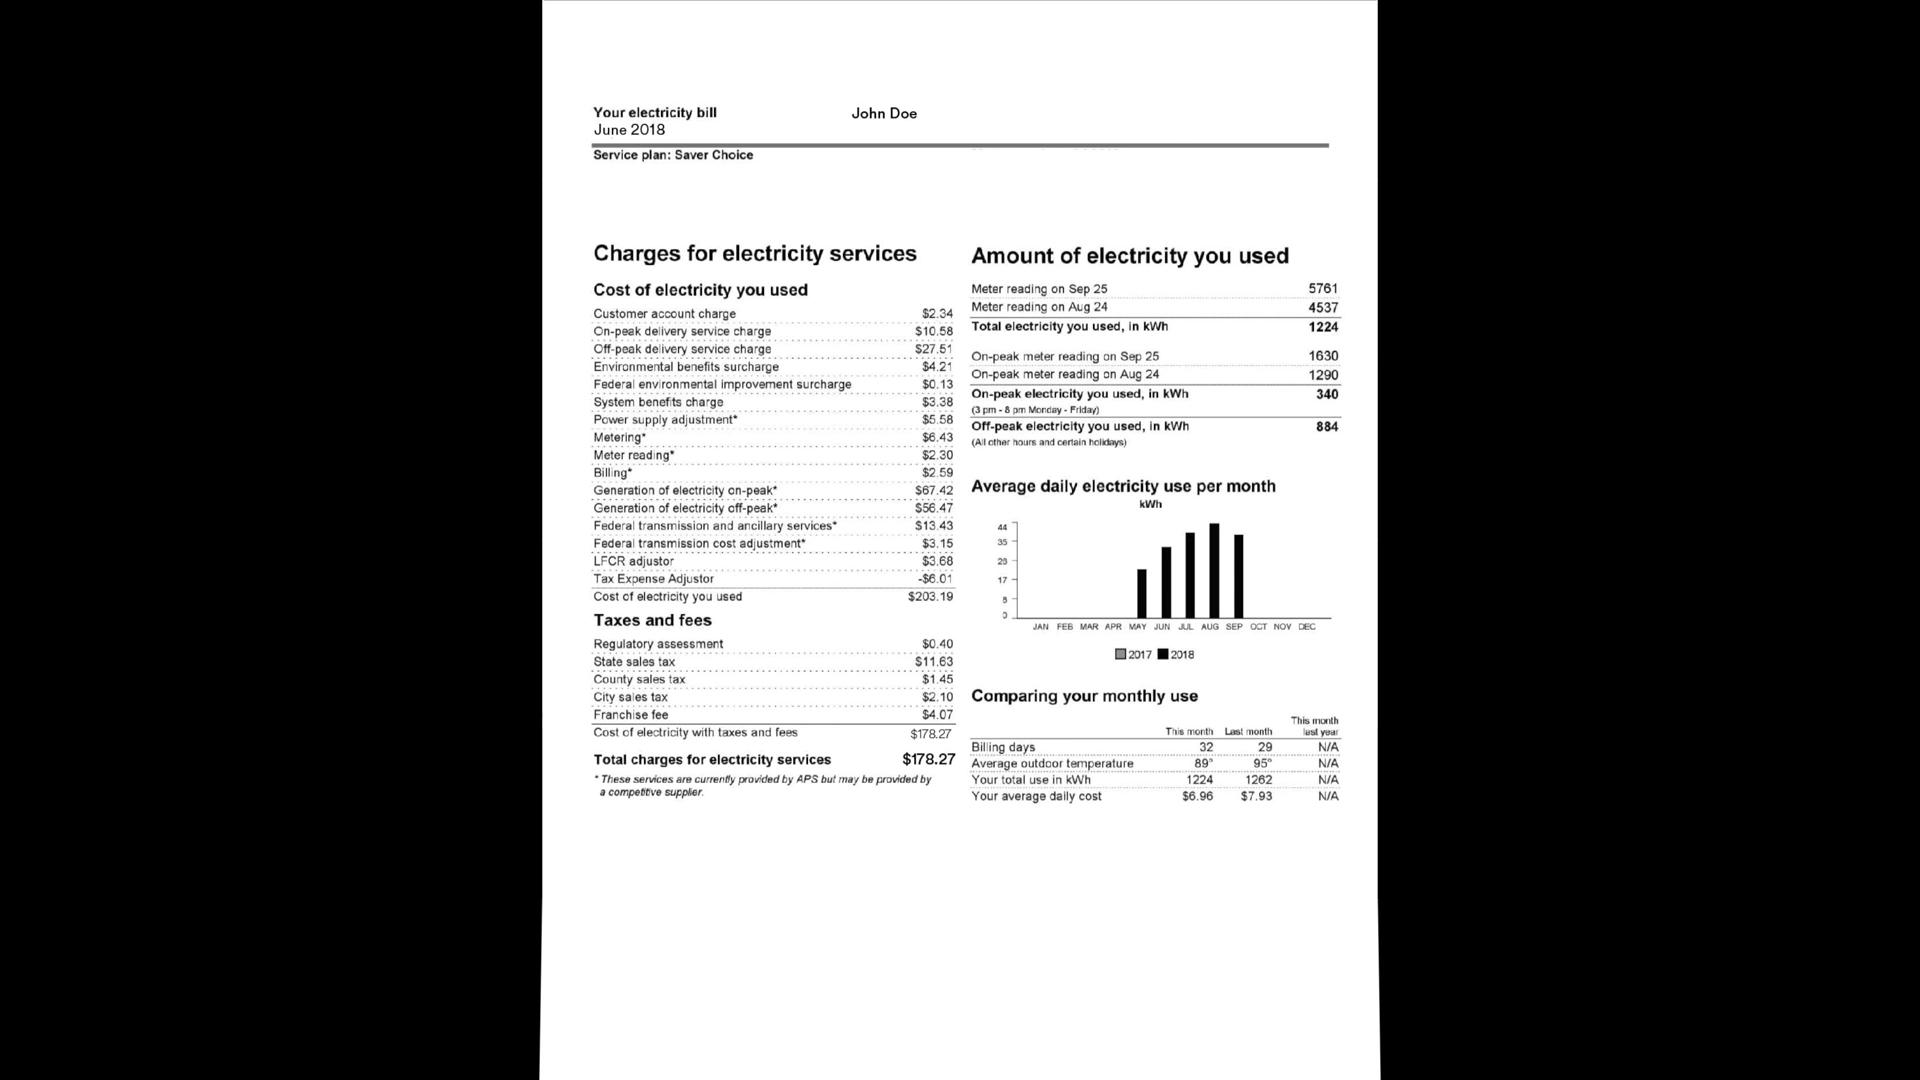 Your electricity bill
John Doe
June 2018
Service plan: Saver Choice
Charges for electricity services
Cost of electricity you used
Customer account charge $2.34
On-peak delivery service charge $10.58
Off-peak delivery service charge $27.51
Environmental benefits surcharge $4.21
Federal environmental improvement surcharge $0.13
System benefits charge $3.38
Power supply adjustment* $5.58
Metering* $6.43
Meter reading* $2.30
Billing* $2.59
Generation of electricity on-peak* $67.42
Generation of electricity off-peak* $56.47
Federal transmission and ancillary services* $13.43
Federal transmission cost adjustment* $3.15
LFCR adjustor $3.68
Tax Expense Adjustor -$6.01
Cost of electricity you used $203.19
Taxes and fees
Regulatory assessment $0.40
State sales tax $11.63
County sales tax $1.45
City sales tax $2.10
Franchise fee $4.07
Cost of electricity with taxes and fees $178.27
Total charges for electricity services $178.27
* These services are currently provided by APS but may be provided by
a competitive supplier.
Amount of electricity you used
Meter reading on Sep 25 5761
Meter reading on Aug 24 4537
Total electricity you used, in kWh 1224
On-peak meter reading on Sep 25 1630
On-peak meter reading on Aug 24 1290
On-peak electricity you used, in kWh 340
(3 pm - 8 pm Monday - Friday)
Off-peak electricity you used, in kWh 884
(All other hours and certain holidays)
Average daily electricity use per month
kWh
44
35
26
17
8
0
JAN FEB MAR APR MAY JUN JUL AUG SEP OCT NOV DEC
2017 2018
Comparing your monthly use
This month Last month This month last year
Billing days 32 29 N/A
Average outdoor temperature 89° 95° N/A
Your total use in kWh 1224 1262 N/A
Your average daily cost $6.96 $7.93 N/A